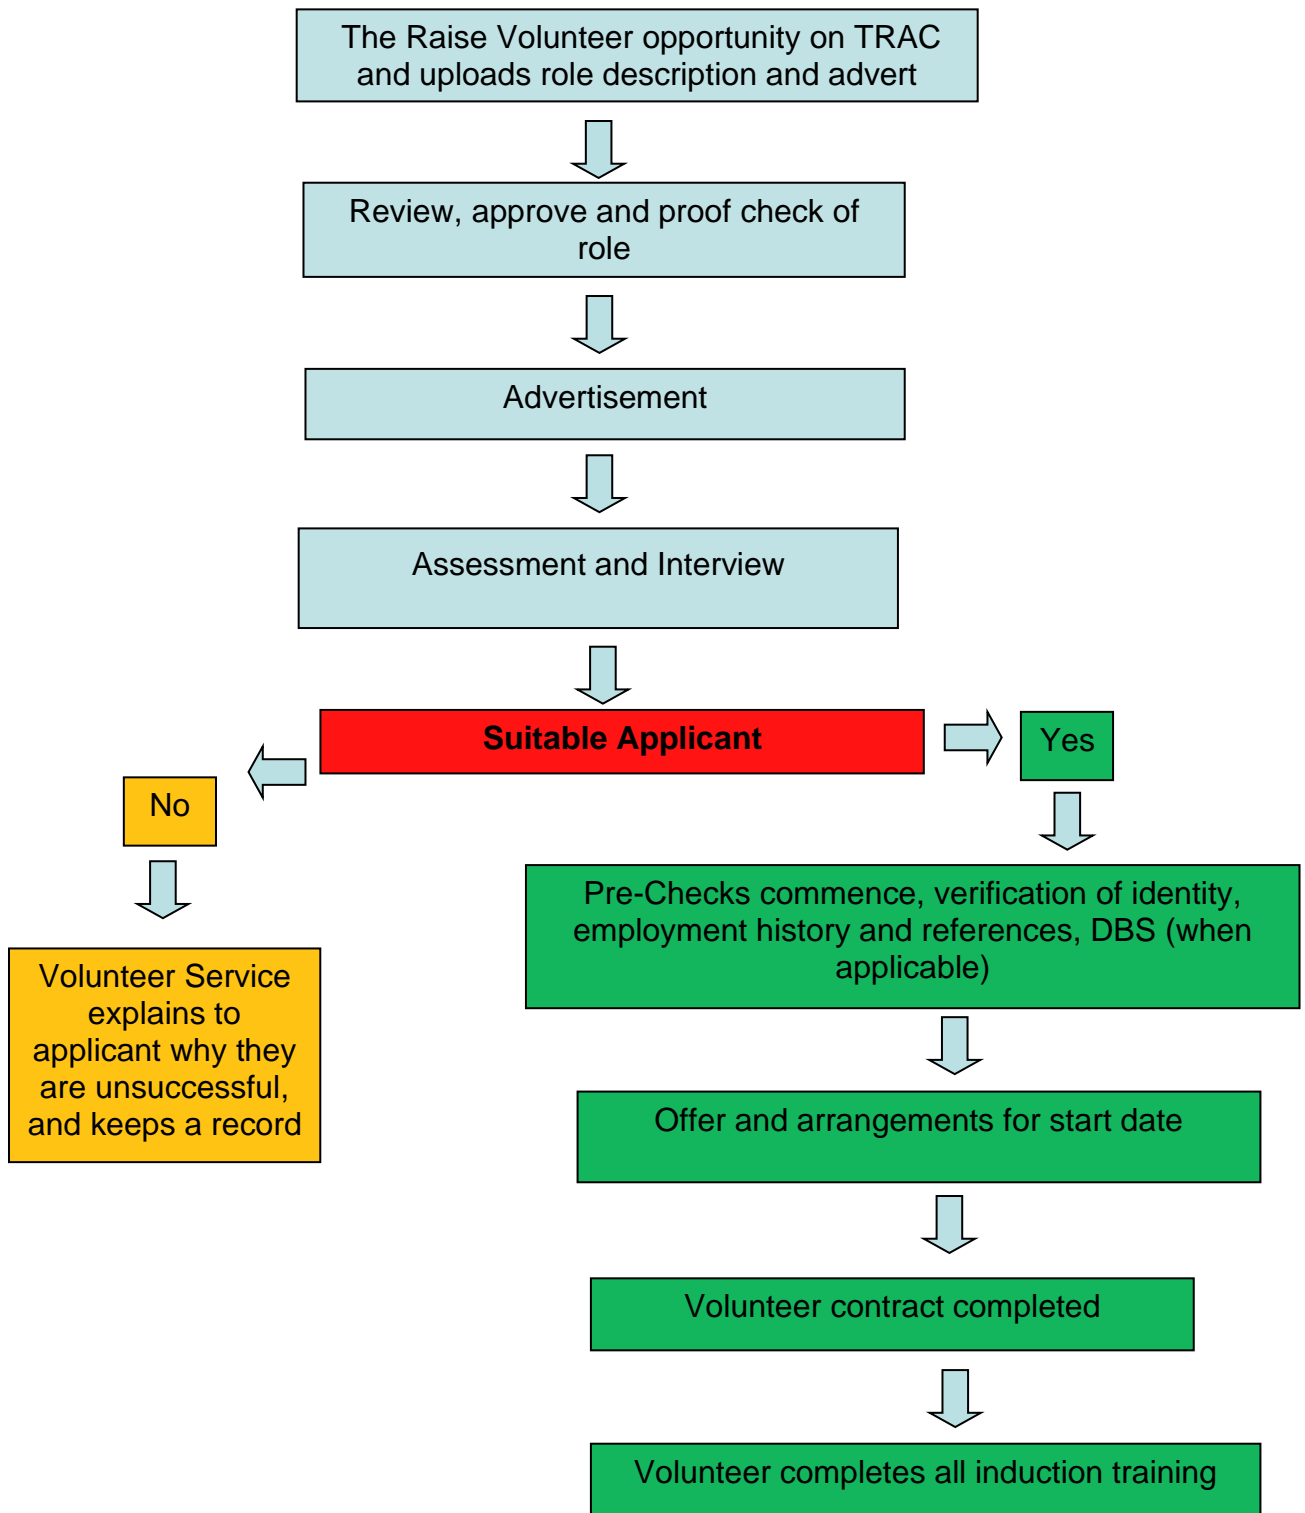 The Raise Volunteer opportunity on TRAC
and uploads role description and advert
Review, approve and proof check of
role
Advertisement
Assessment and Interview
Suitable Applicant
Yes
No
Pre-Checks commence, verification of identity,
employment history and references, DBS (when
applicable)
Volunteer Service
explains to
applicant why they
are unsuccessful,
and keeps a record
Offer and arrangements for start date
Volunteer contract completed
Volunteer completes all induction training